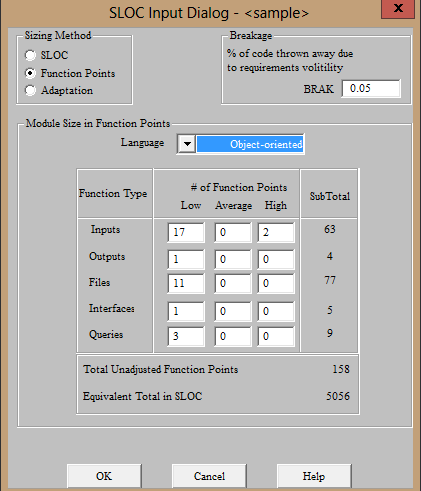 SLOC Input Dialog - <sample>
x
Sizing Method
SLOC
Function Points
Adaptation
Breakage
% of code thrown away due
to requirements volitility
BRAK 0.05
Module Size in Function Points
Language Object-oriented
Function Type # of Function Points SubTotal
Low Average High
Inputs 17 0 2 63
Outputs 1 0 0 4
Files 11 0 0 77
Interfaces 1 0 0 5
Queries 3 0 0 9
Total Unadjusted Function Points 158
Equivalent Total in SLOC 5056
OK Cancel Help